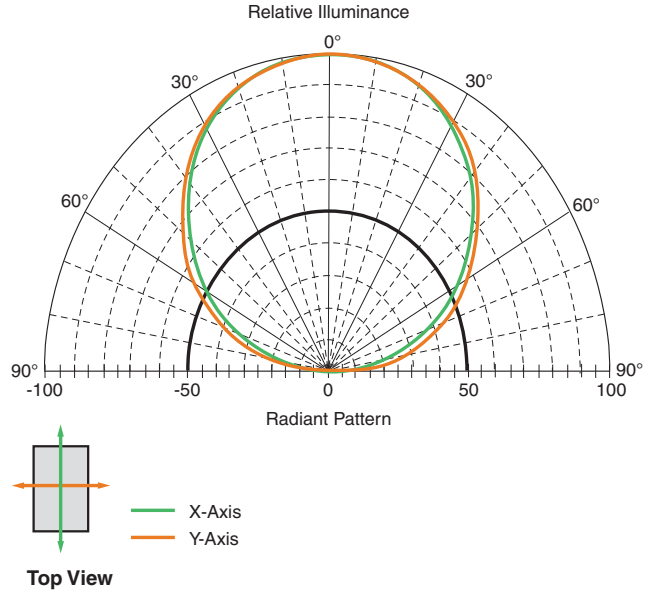 Relative Illuminance
0°
30° 30°
60° 60°
90° 90°
-100 -50 0 50 100
Radiant Pattern
X-Axis
Y-Axis
Top View